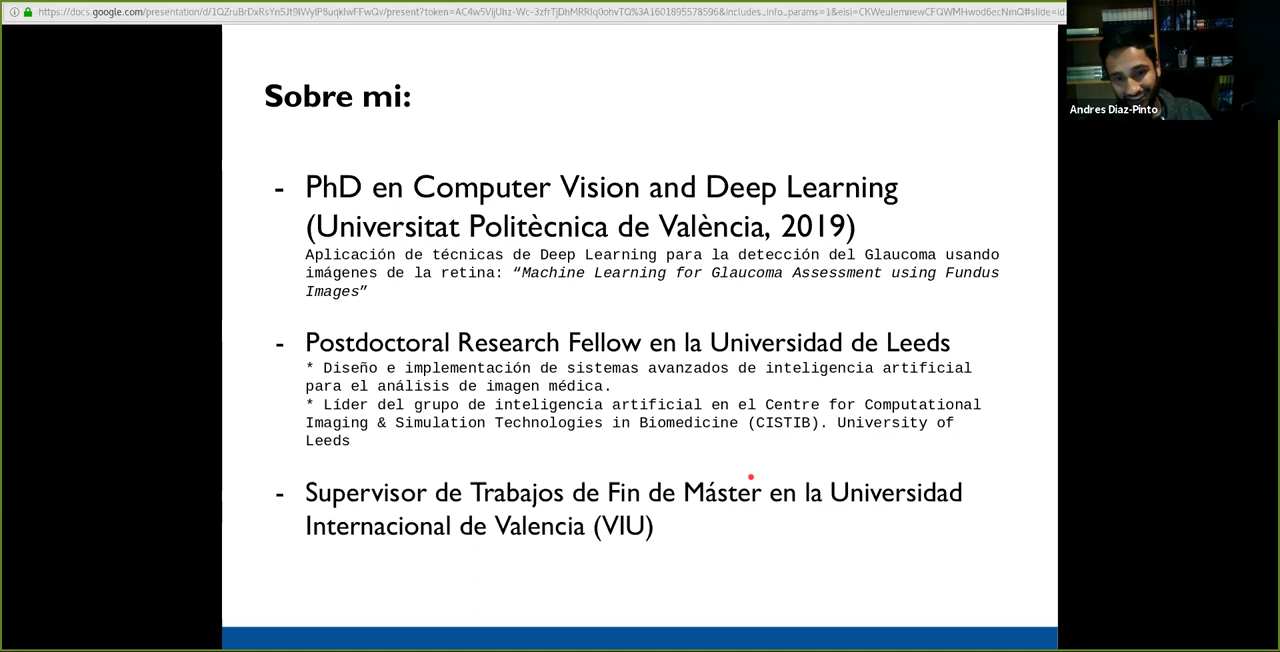 Sobre mi:
- PhD en Computer Vision and Deep Learning
(Universitat Politècnica de València, 2019)
Aplicación de técnicas de Deep Learning para la detección del Glaucoma usando
imágenes de la retina: “Machine Learning for Glaucoma Assessment using Fundus
Images”
- Postdoctoral Research Fellow en la Universidad de Leeds
* Diseño e implementación de sistemas avanzados de inteligencia artificial
para el análisis de imagen médica.
* Líder del grupo de inteligencia artificial en el Centre for Computational
Imaging & Simulation Technologies in Biomedicine (CISTIB). University of
Leeds
- Supervisor de Trabajos de Fin de Máster en la Universidad
Internacional de Valencia (VIU)
Andres Diaz-Pinto